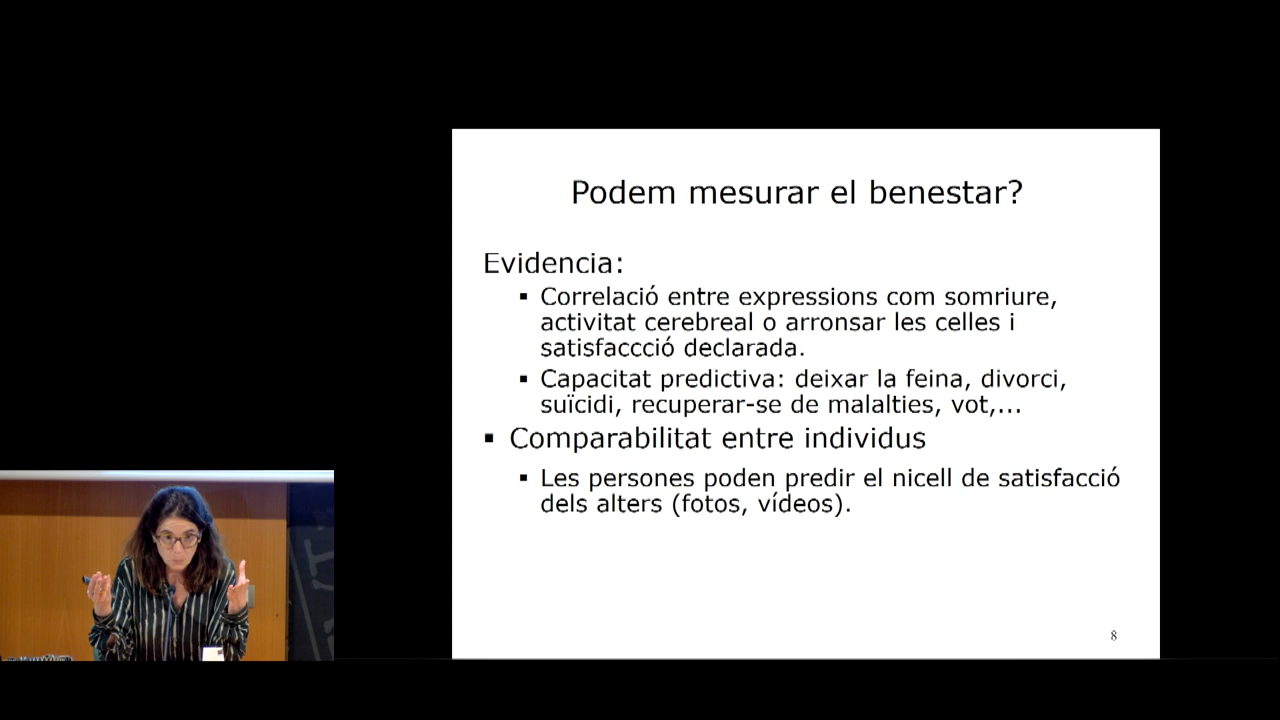 Podem mesurar el benestar?
Evidencia:
▪ Correlació entre expressions com somriure,
activitat cerebreal o arronsar les celles i
satisfaccció declarada.
▪ Capacitat predictiva: deixar la feina, divorci,
suïcidi, recuperar-se de malalties, vot,...
▪ Comparabilitat entre individus
▪ Les persones poden predir el nicell de satisfacció
dels alters (fotos, vídeos).
8